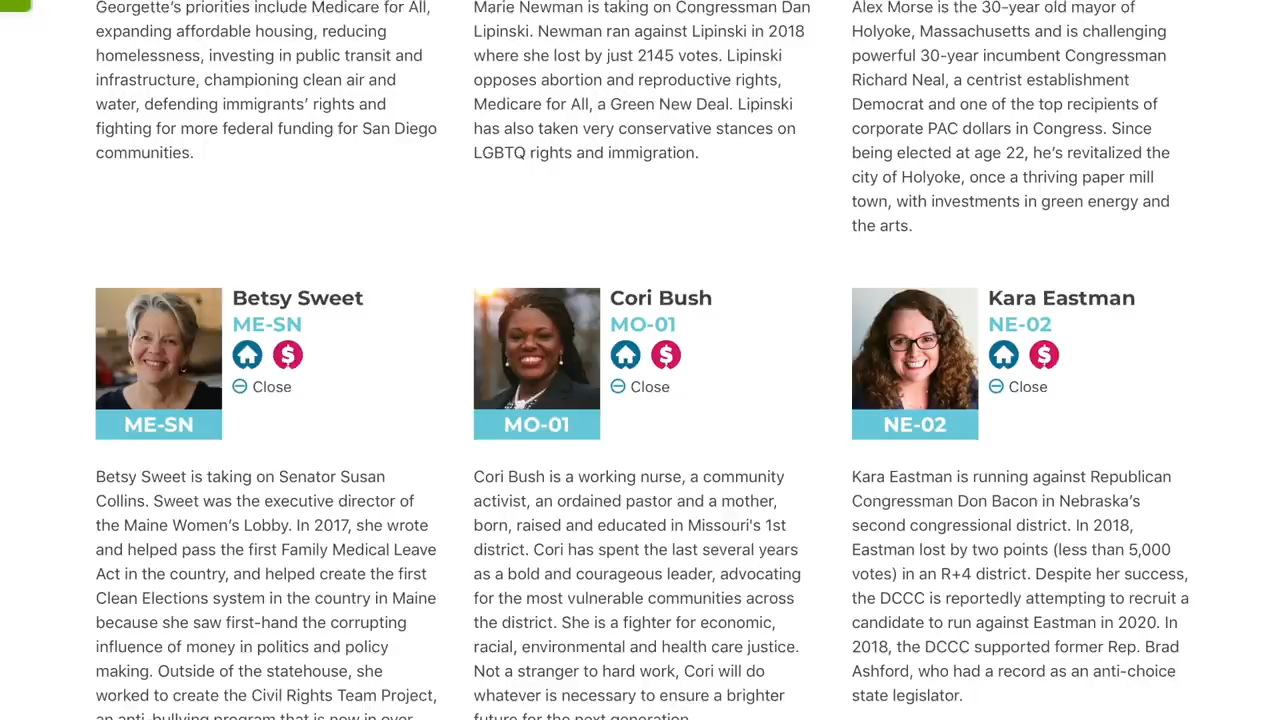 Georgette's priorities include Medicare for All,
expanding affordable housing, reducing
homelessness, investing in public transit and
infrastructure, championing clean air and
water, defending immigrants' rights and
fighting for more federal funding for San Diego
communities.
Marie Newman is taking on Congressman Dan
Lipinski. Newman ran against Lipinski in 2018
where she lost by just 2145 votes. Lipinski
opposes abortion and reproductive rights,
Medicare for All, a Green New Deal. Lipinski
has also taken very conservative stances on
LGBTQ rights and immigration.
Alex Morse is the 30-year old mayor of
Holyoke, Massachusetts and is challenging
powerful 30-year incumbent Congressman
Richard Neal, a centrist establishment
Democrat and one of the top recipients of
corporate PAC dollars in Congress. Since
being elected at age 22, he's revitalized the
city of Holyoke, once a thriving paper mill
town, with investments in green energy and
the arts.
Betsy Sweet
ME-SN
$
Close
ME-SN
Betsy Sweet is taking on Senator Susan
Collins. Sweet was the executive director of
the Maine Women's Lobby. In 2017, she wrote
and helped pass the first Family Medical Leave
Act in the country, and helped create the first
Clean Elections system in the country in Maine
because she saw first-hand the corrupting
influence of money in politics and policy
making. Outside of the statehouse, she
worked to create the Civil Rights Team Project,
an anti-bullying program that is now in over
Cori Bush
MO-01
$
Close
MO-01
Cori Bush is a working nurse, a community
activist, an ordained pastor and a mother,
born, raised and educated in Missouri's 1st
district. Cori has spent the last several years
as a bold and courageous leader, advocating
for the most vulnerable communities across
the district. She is a fighter for economic,
racial, environmental and health care justice.
Not a stranger to hard work, Cori will do
whatever is necessary to ensure a brighter
future for the next generation.
Kara Eastman
NE-02
$
Close
NE-02
Kara Eastman is running against Republican
Congressman Don Bacon in Nebraska's
second congressional district. In 2018,
Eastman lost by two points (less than 5,000
votes) in an R+4 district. Despite her success,
the DCCC is reportedly attempting to recruit a
candidate to run against Eastman in 2020. In
2018, the DCCC supported former Rep. Brad
Ashford, who had a record as an anti-choice
state legislator.